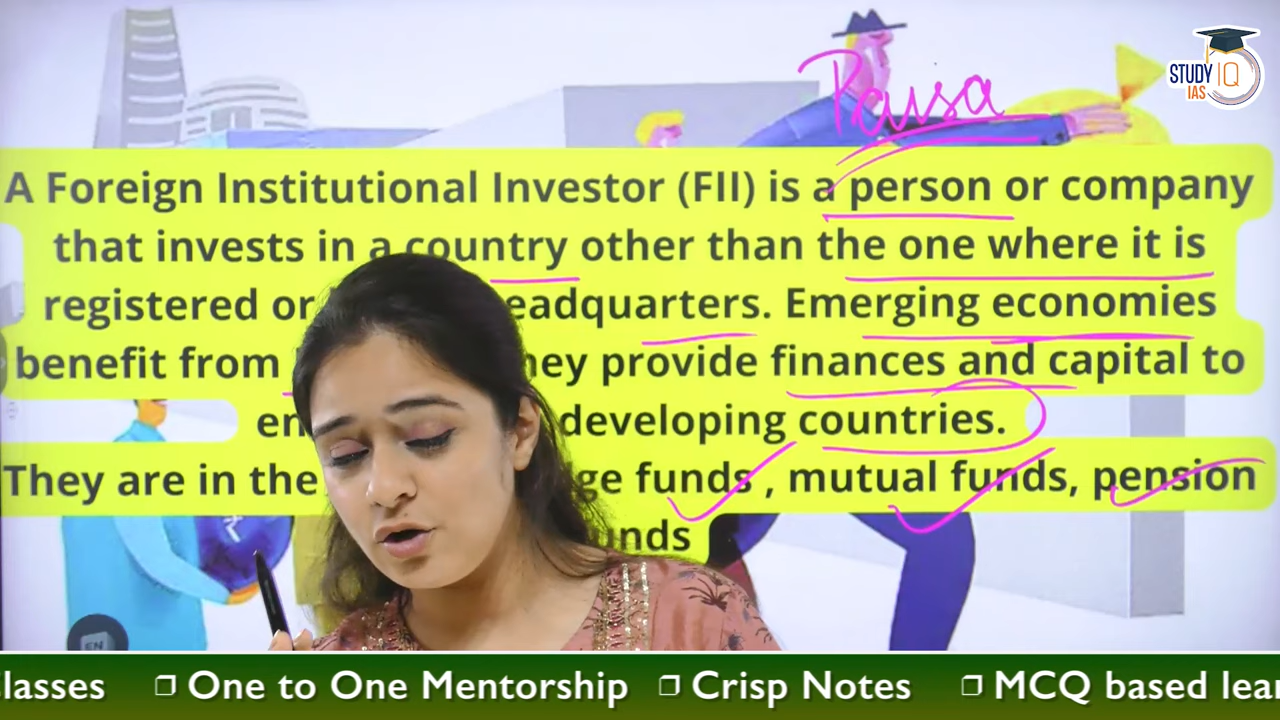 Paisa
STUDY IQ
IAS
A Foreign Institutional Investor (FII) is a person or company
that invests in a country other than the one where it is
registered or eadquarters. Emerging economies
benefit from hey provide finances and capital to
en developing countries.
They are in the ge funds , mutual funds, pension
unds
EN
lasses ❐ One to One Mentorship ❐ Crisp Notes ❐ MCQ based lear